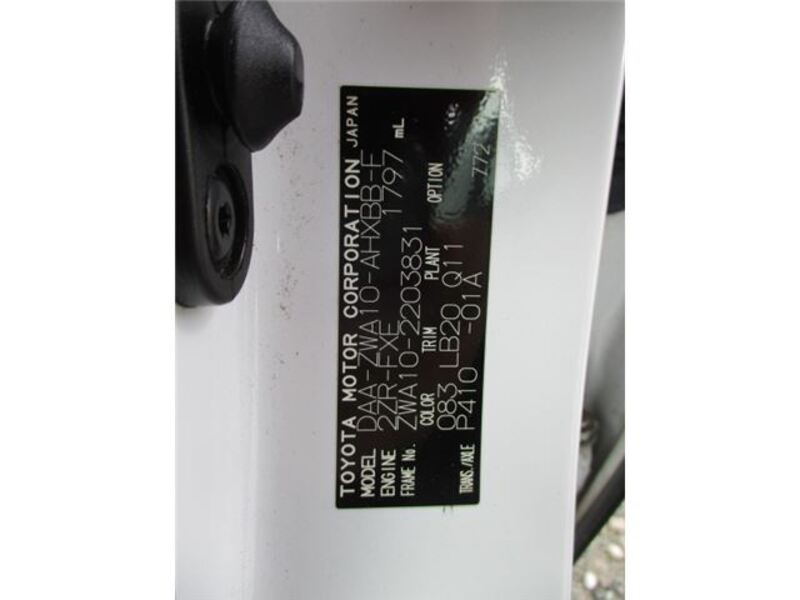 TOYOTA MOTOR CORPORATION JAPAN
MODEL DAA-ZWA10-AHXBB-E
ENGINE 2ZR-FXE 1797 mL
FRAME No. ZWA10-2203831
COLOR TRIM PLANT OPTION
083 LB20 Q11 Z72
TRANS./AXLE P410 -01A